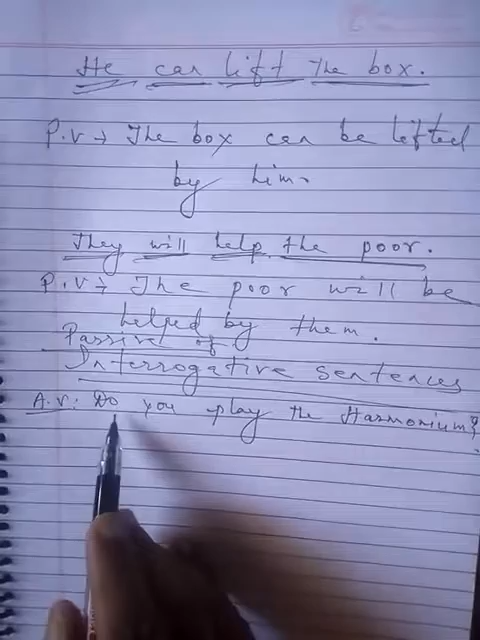 He can lift the box.
P.V → The box can be lifted
by him.
They will help the poor.
P.V → The poor will be
helped by them.
Passive of
Interrogative sentences
A.V: Do you play the Harmonium?